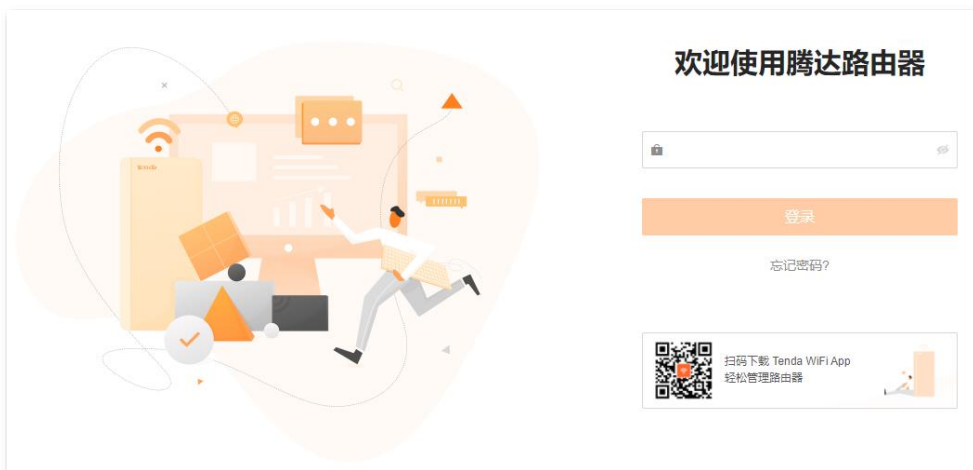 欢迎使用腾达路由器
Tenda
登录
忘记密码?
扫码下载 Tenda WiFi App
轻松管理路由器